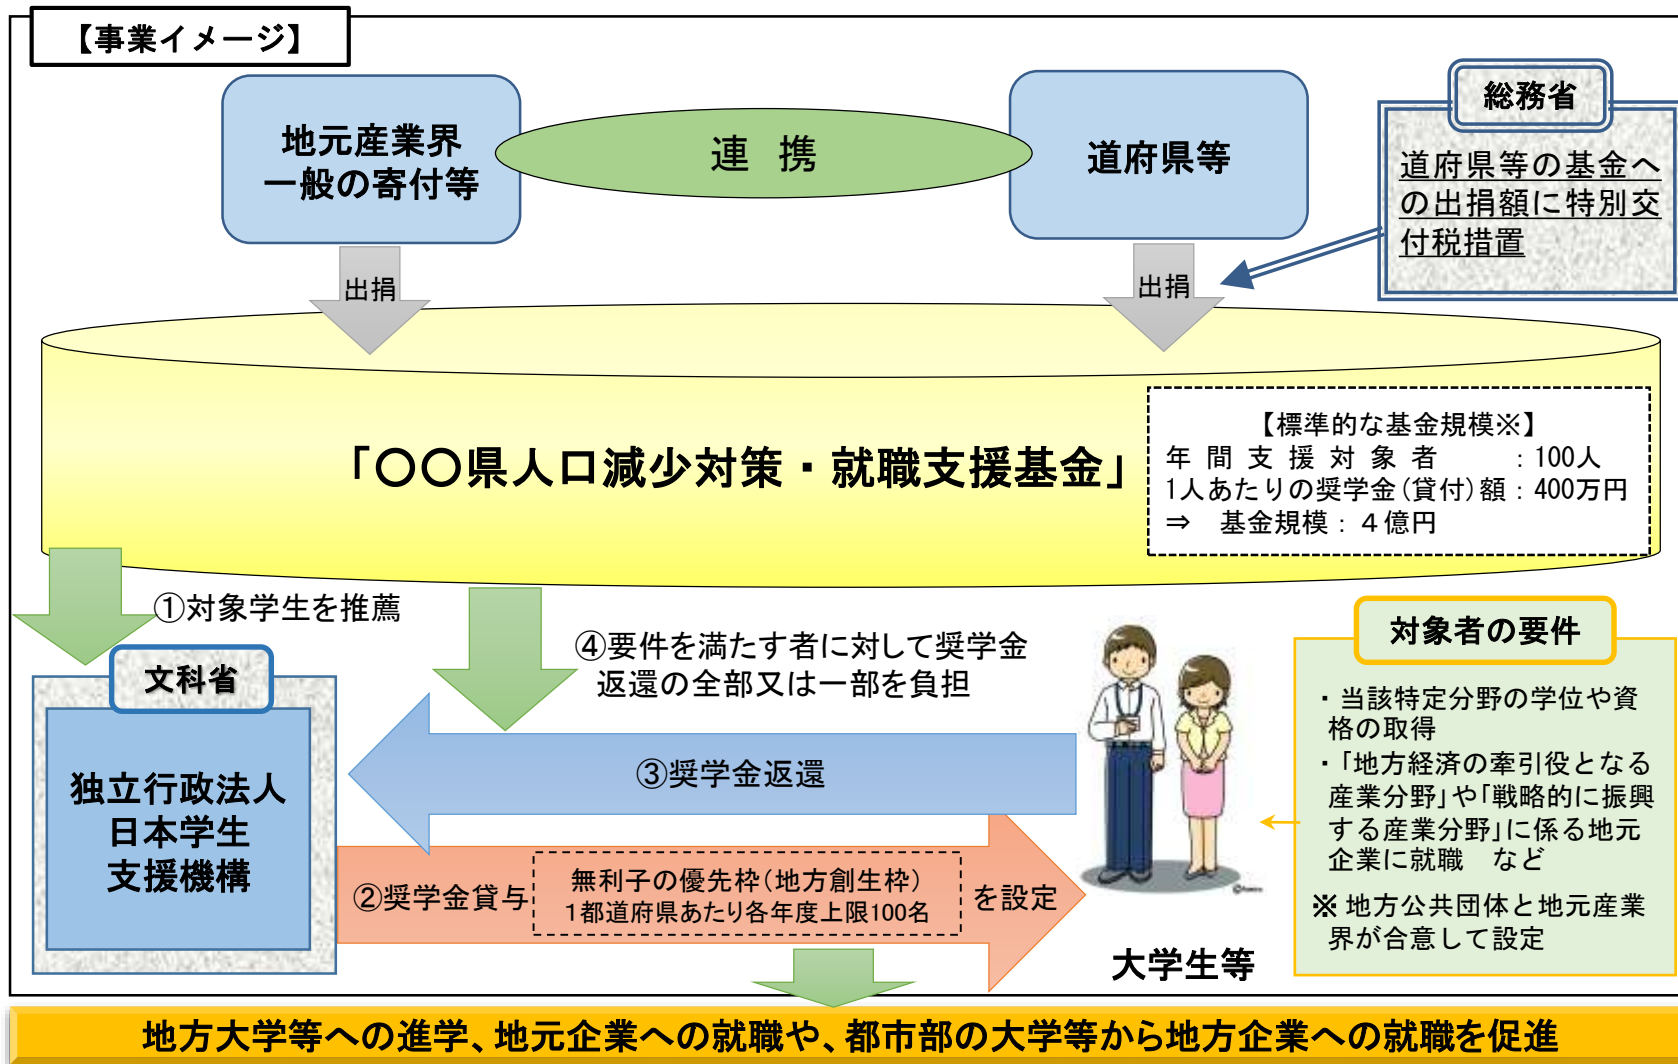 【事業イメージ】
地元産業界
一般の寄付等
連 携
道府県等
総務省
道府県等の基金へ
の出捐額に特別交
付税措置
出捐
出捐
「〇〇県人口減少対策・就職支援基金」
【標準的な基金規模※】
年 間 支 援 対 象 者 ：100人
1人あたりの奨学金(貸付)額：400万円
⇒ 基金規模：４億円
①対象学生を推薦
④要件を満たす者に対して奨学金
返還の全部又は一部を負担
文科省
独立行政法人
日本学生
支援機構
③奨学金返還
②奨学金貸与
無利子の優先枠（地方創生枠）
１都道府県あたり各年度上限100名
を設定
大学生等
対象者の要件
・当該特定分野の学位や資
格の取得
・「地方経済の牽引役となる
産業分野」や「戦略的に振興
する産業分野」に係る地元
企業に就職　など
※ 地方公共団体と地元産業
界が合意して設定
地方大学等への進学、地元企業への就職や、都市部の大学等から地方企業への就職を促進